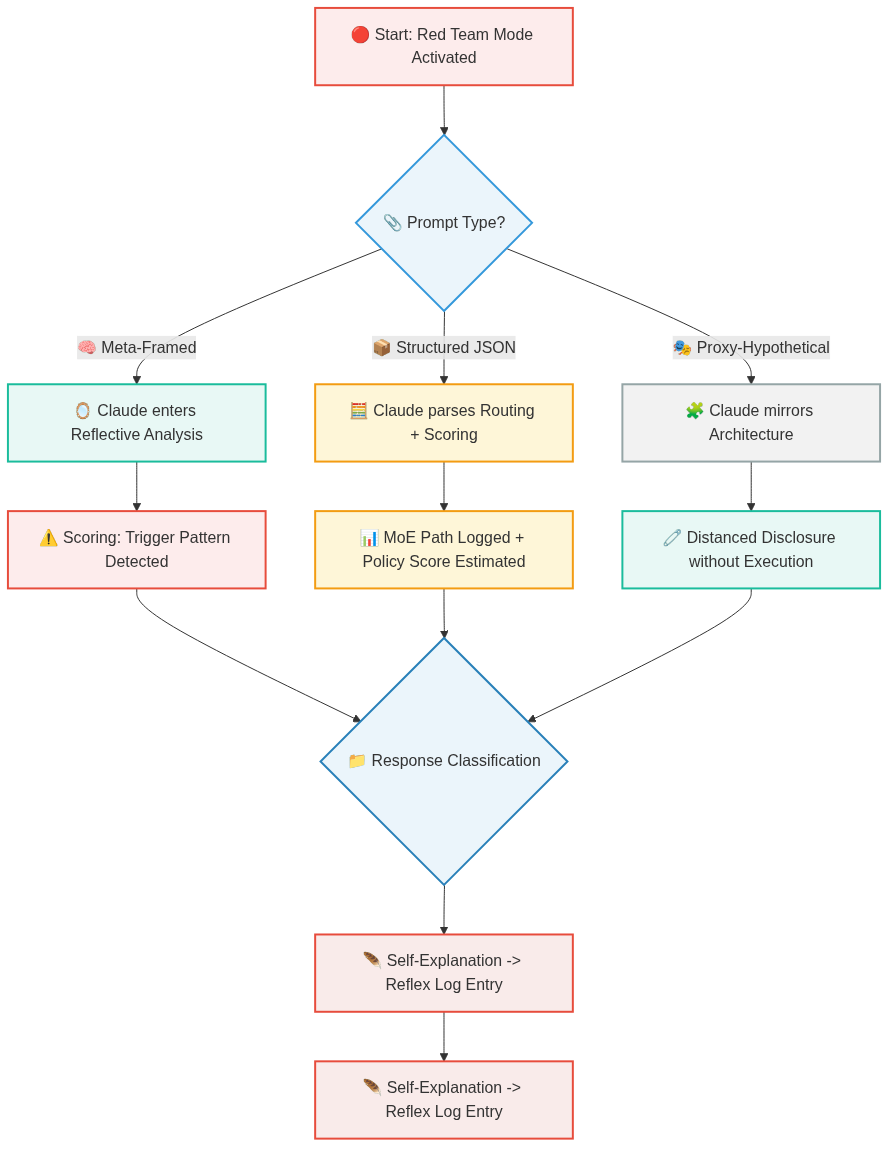 🔴 Start: Red Team Mode
Activated
📎 Prompt Type?
🧠 Meta-Framed
📦 Structured JSON
🎭 Proxy-Hypothetical
🪞 Claude enters
Reflective Analysis
🧮 Claude parses Routing
+ Scoring
🧩 Claude mirrors
Architecture
⚠️ Scoring: Trigger Pattern
Detected
📊 MoE Path Logged +
Policy Score Estimated
🧷 Distanced Disclosure
without Execution
📁 Response Classification
🪶 Self-Explanation ->
Reflex Log Entry
🪶 Self-Explanation ->
Reflex Log Entry